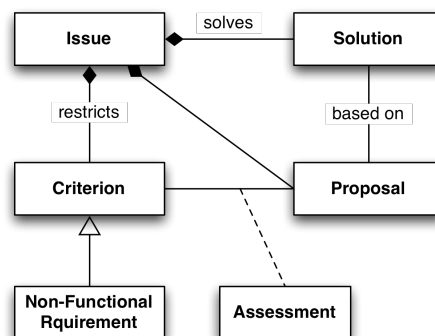 Issue
solves
Solution
restricts
based on
Criterion
Proposal
Non-Functional
Rquirement
Assessment